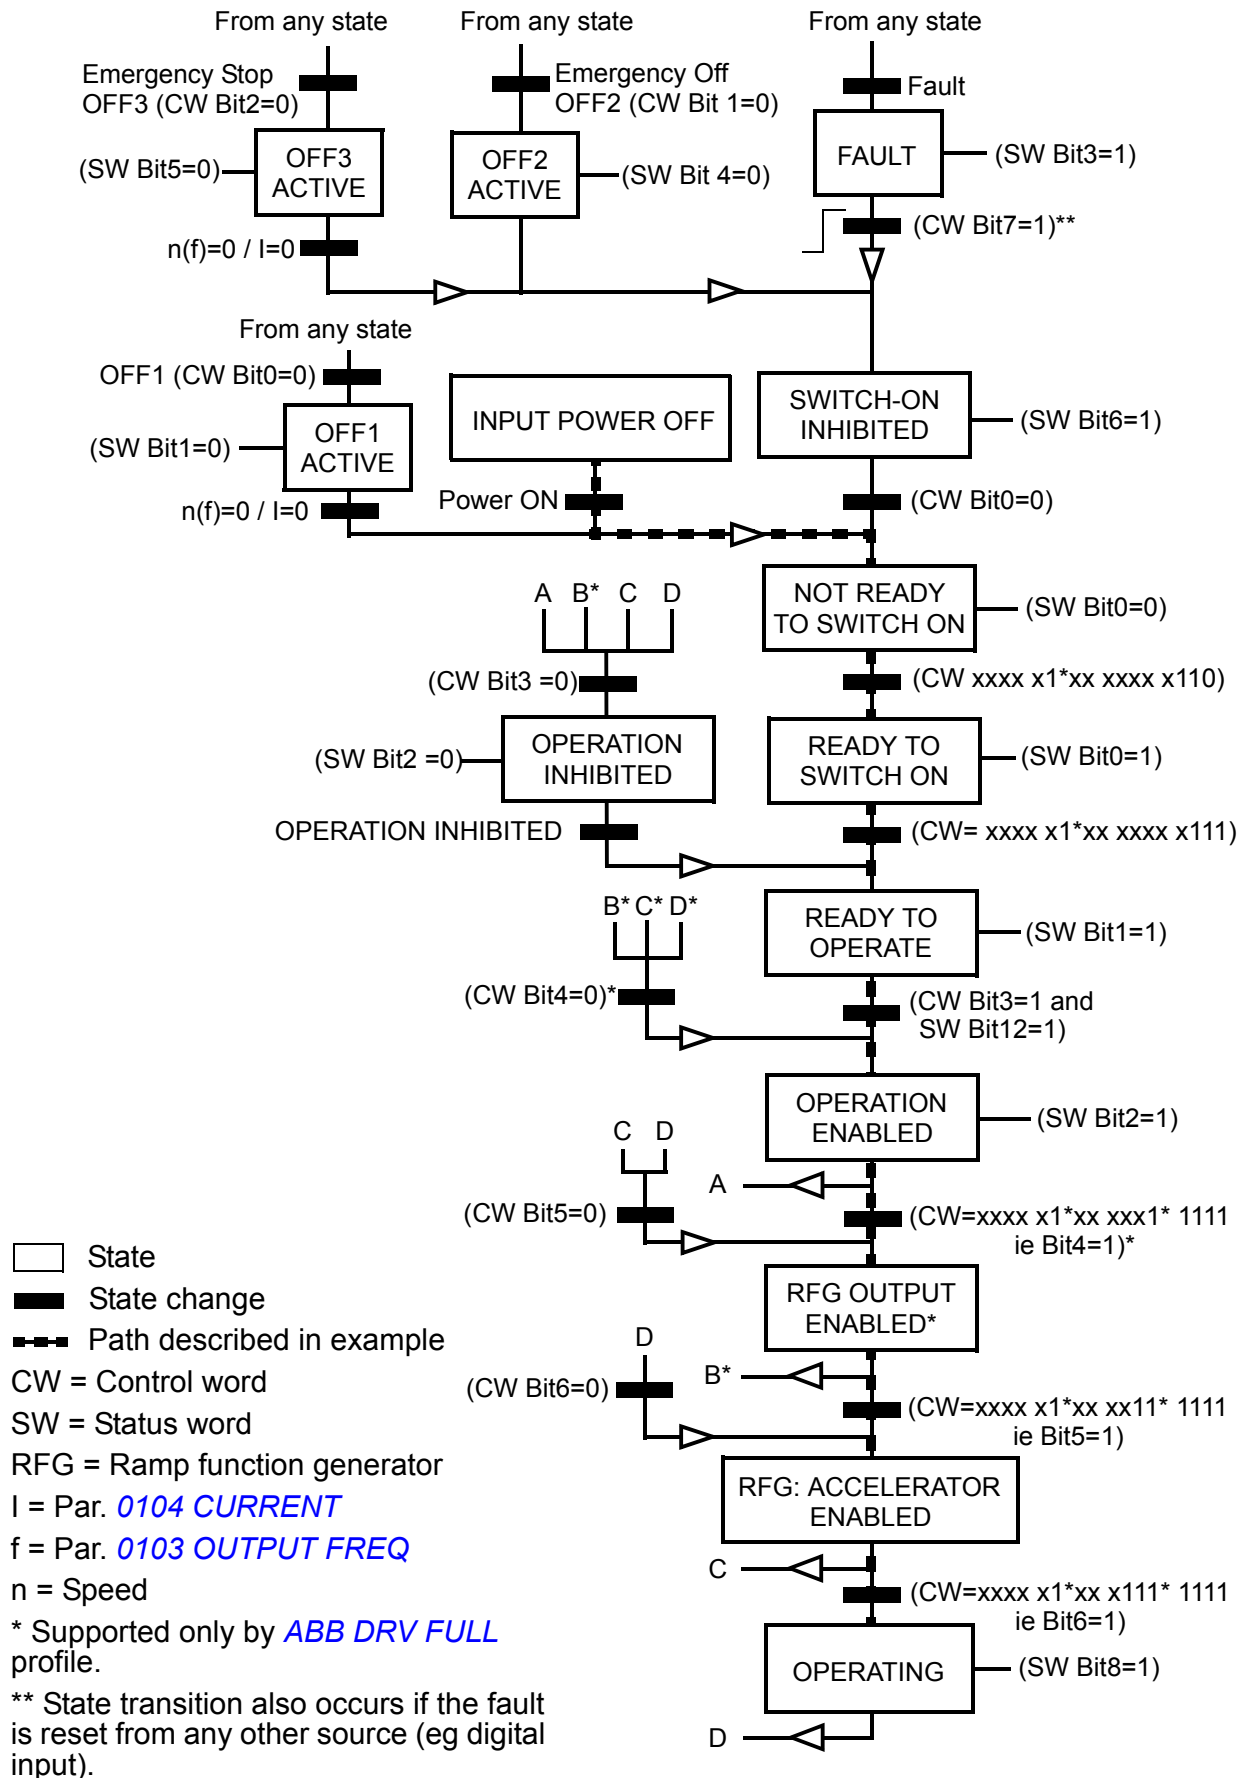 From any state
From any state
From any state
Emergency Stop
OFF3 (CW Bit2=0)
Emergency Off
OFF2 (CW Bit 1=0)
Fault
(SW Bit5=0)
OFF3
ACTIVE
OFF2
ACTIVE
(SW Bit 4=0)
FAULT
(SW Bit3=1)
n(f)=0 / I=0
(CW Bit7=1)**
From any state
OFF1 (CW Bit0=0)
(SW Bit1=0)
OFF1
ACTIVE
INPUT POWER OFF
SWITCH-ON
INHIBITED
(SW Bit6=1)
n(f)=0 / I=0
Power ON
(CW Bit0=0)
A B* C D
NOT READY
TO SWITCH ON
(SW Bit0=0)
(CW Bit3 =0)
(CW xxxx x1*xx xxxx x110)
(SW Bit2 =0)
OPERATION
INHIBITED
READY TO
SWITCH ON
(SW Bit0=1)
OPERATION INHIBITED
(CW= xxxx x1*xx xxxx x111)
B* C* D*
READY TO
OPERATE
(SW Bit1=1)
(CW Bit4=0)*
(CW Bit3=1 and
SW Bit12=1)
OPERATION
ENABLED
(SW Bit2=1)
C D
A
(CW Bit5=0)
(CW=xxxx x1*xx xxx1* 1111
ie Bit4=1)*
RFG OUTPUT
ENABLED*
D
B*
(CW Bit6=0)
(CW=xxxx x1*xx xx11* 1111
ie Bit5=1)
RFG: ACCELERATOR
ENABLED
C
(CW=xxxx x1*xx x111* 1111
ie Bit6=1)
OPERATING
(SW Bit8=1)
D
State
State change
Path described in example
CW = Control word
SW = Status word
RFG = Ramp function generator
I = Par. 0104 CURRENT
f = Par. 0103 OUTPUT FREQ
n = Speed
* Supported only by ABB DRV FULL
profile.
** State transition also occurs if the fault
is reset from any other source (eg digital
input).